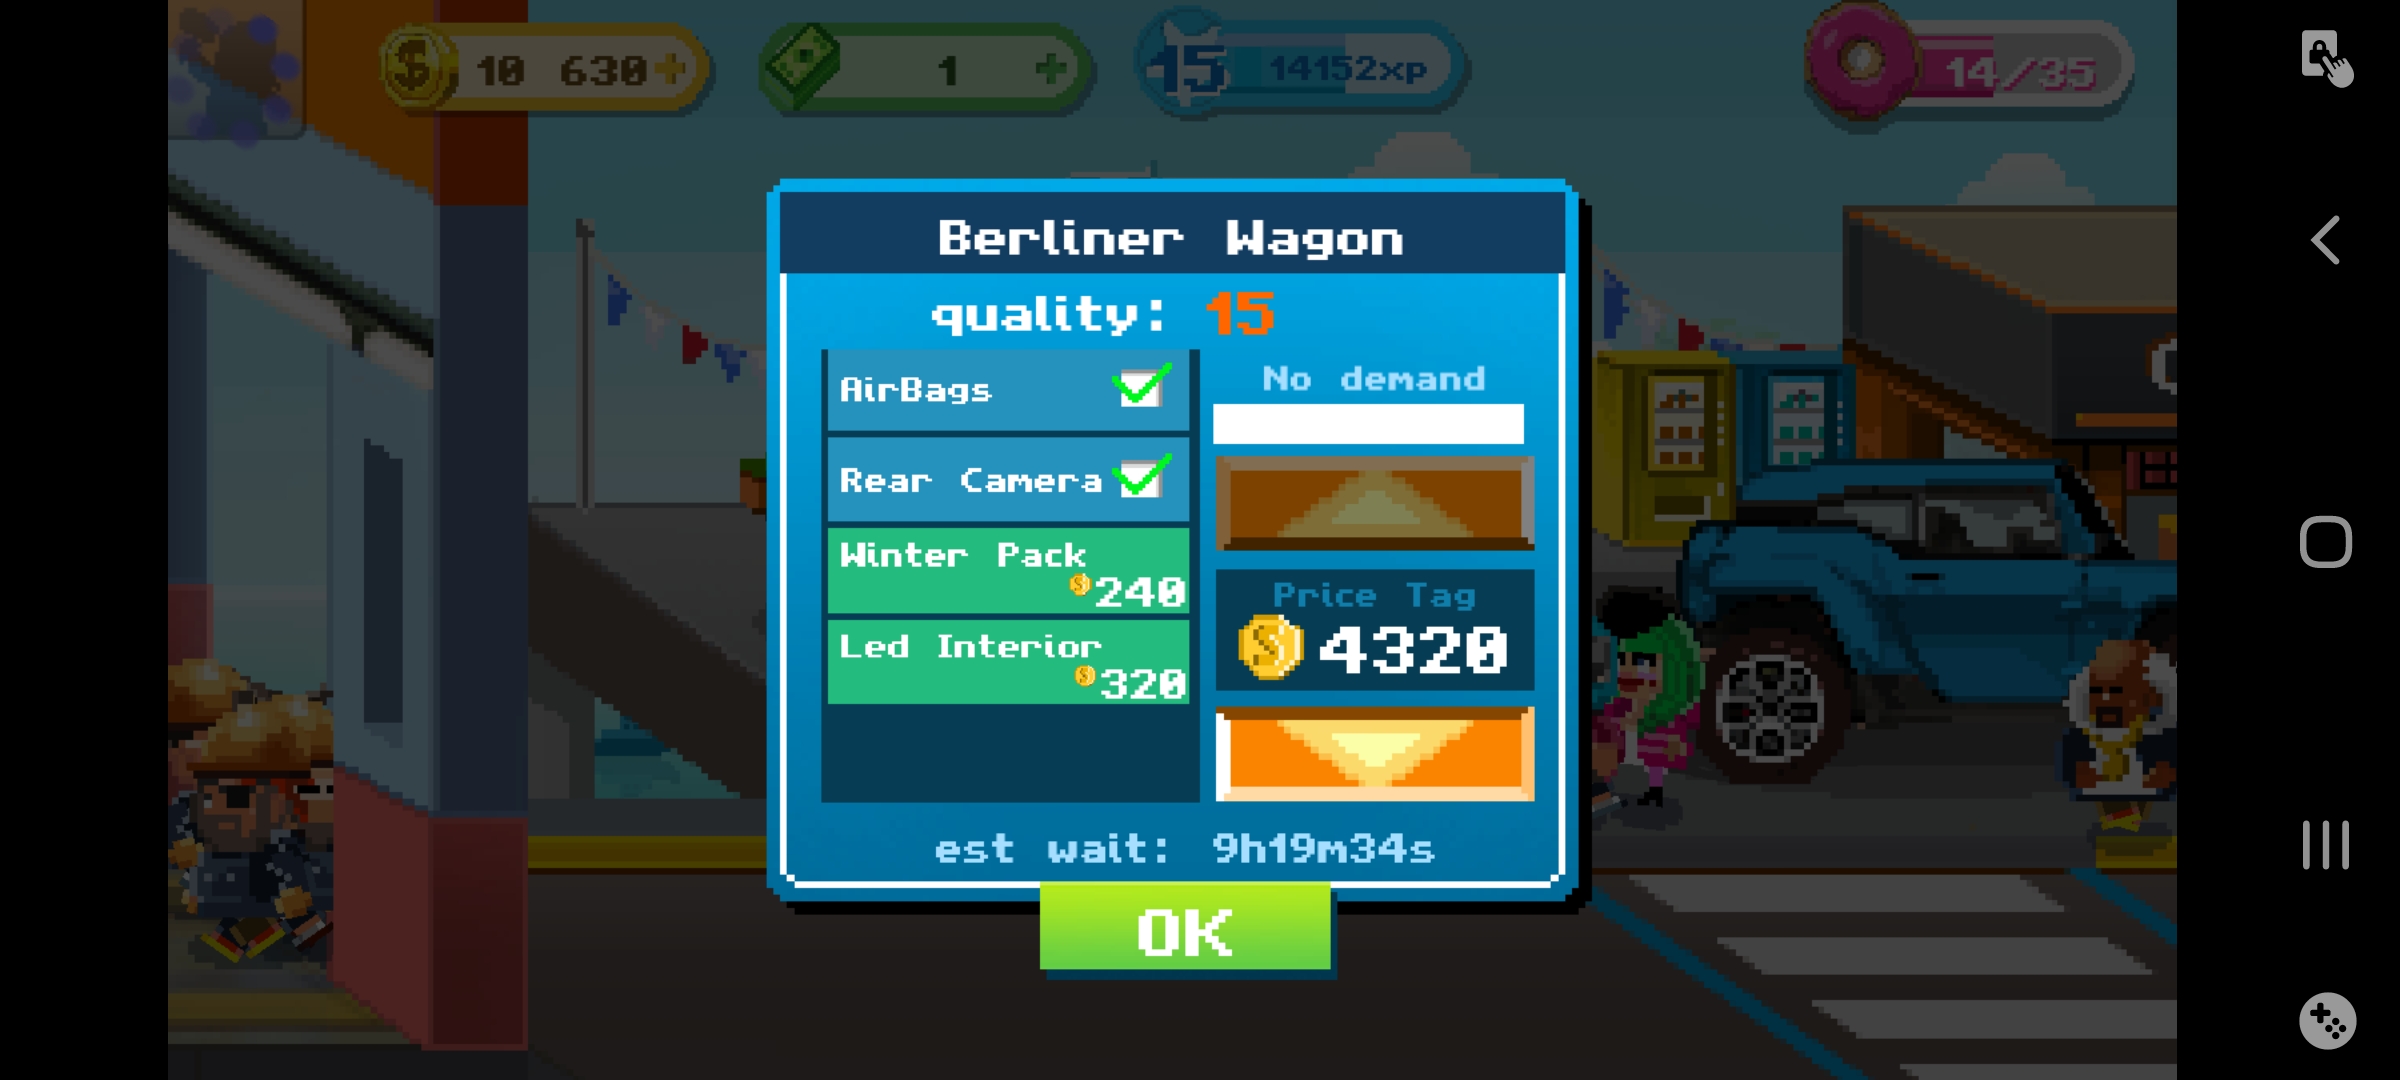 10 630
1
15 14152xp
14/35
Berliner Wagon
quality: 15
AirBags
Rear Camera
Winter Pack
240
Led Interior
320
No demand
Price Tag
4320
est wait: 9h19m34s
OK